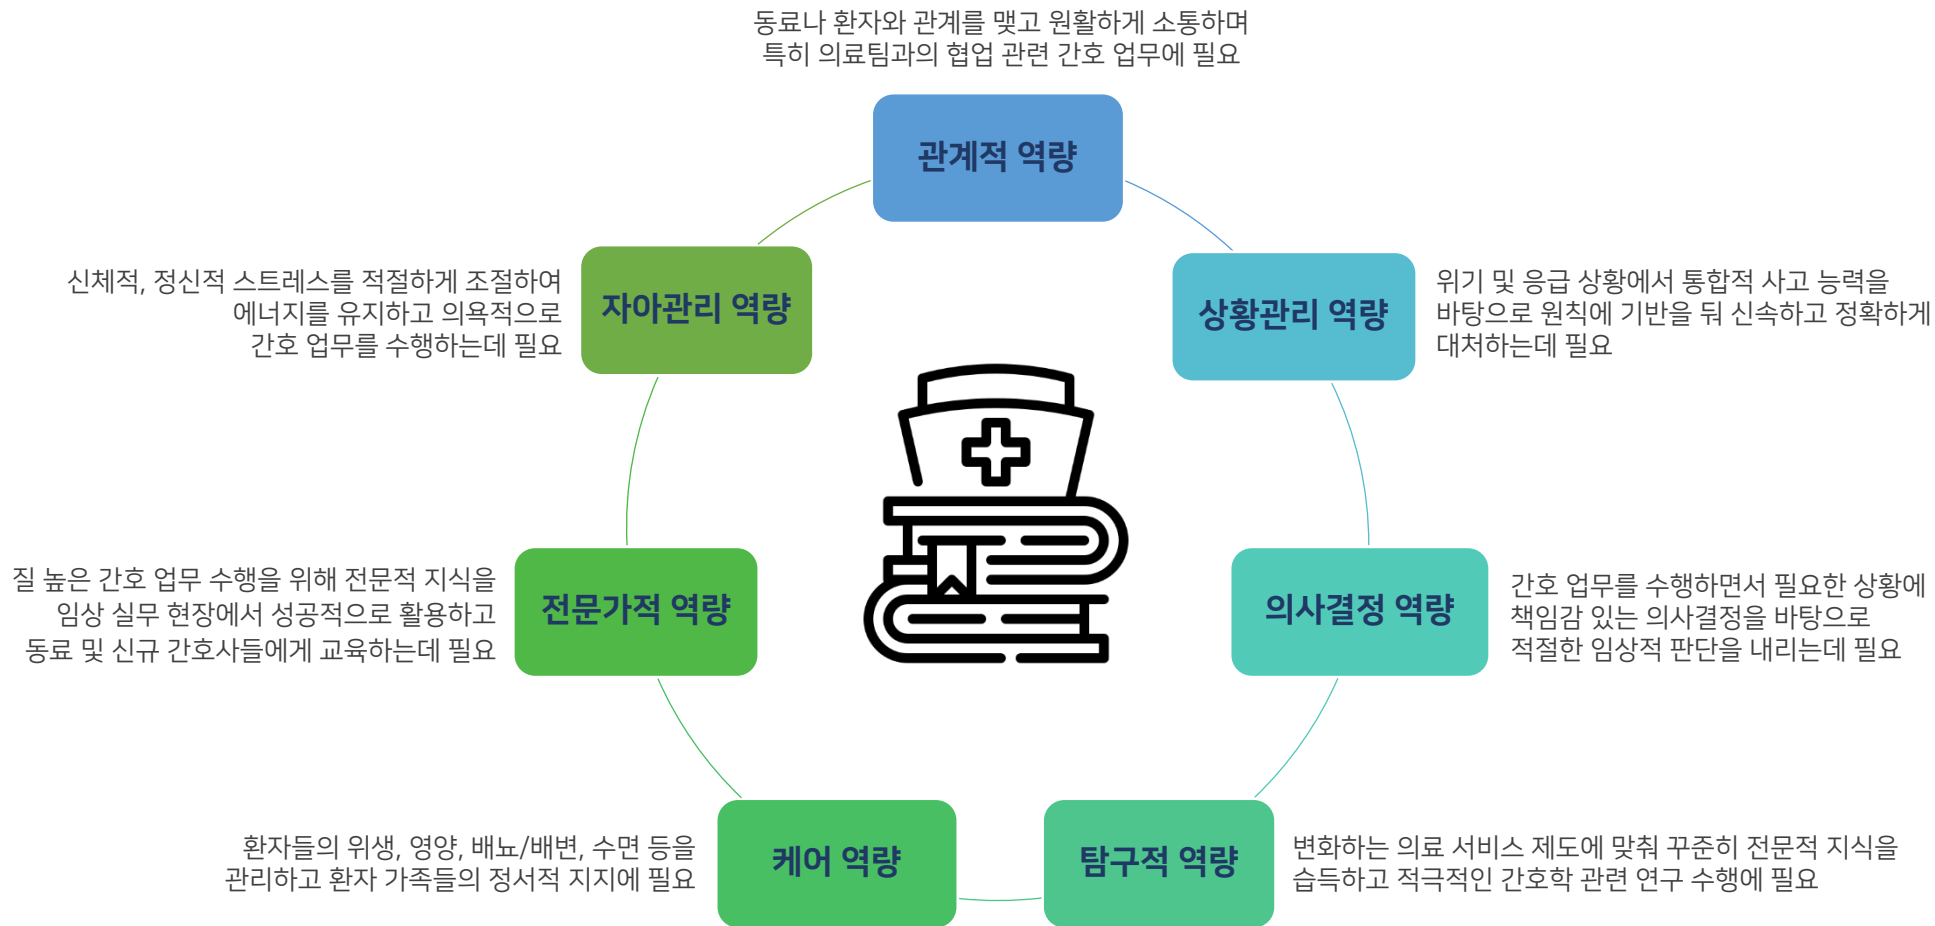 동료나 환자와 관계를 맺고 원활하게 소통하며
특히 의료팀과의 협업 관련 간호 업무에 필요
관계적 역량
신체적, 정신적 스트레스를 적절하게 조절하여
에너지를 유지하고 의욕적으로
간호 업무를 수행하는데 필요
자아관리 역량
상황관리 역량
위기 및 응급 상황에서 통합적 사고 능력을
바탕으로 원칙에 기반을 둬 신속하고 정확하게
대처하는데 필요
질 높은 간호 업무 수행을 위해 전문적 지식을
임상 실무 현장에서 성공적으로 활용하고
동료 및 신규 간호사들에게 교육하는데 필요
전문가적 역량
의사결정 역량
간호 업무를 수행하면서 필요한 상황에
책임감 있는 의사결정을 바탕으로
적절한 임상적 판단을 내리는데 필요
환자들의 위생, 영양, 배뇨/배변, 수면 등을
관리하고 환자 가족들의 정서적 지지에 필요
케어 역량
탐구적 역량
변화하는 의료 서비스 제도에 맞춰 꾸준히 전문적 지식을
습득하고 적극적인 간호학 관련 연구 수행에 필요